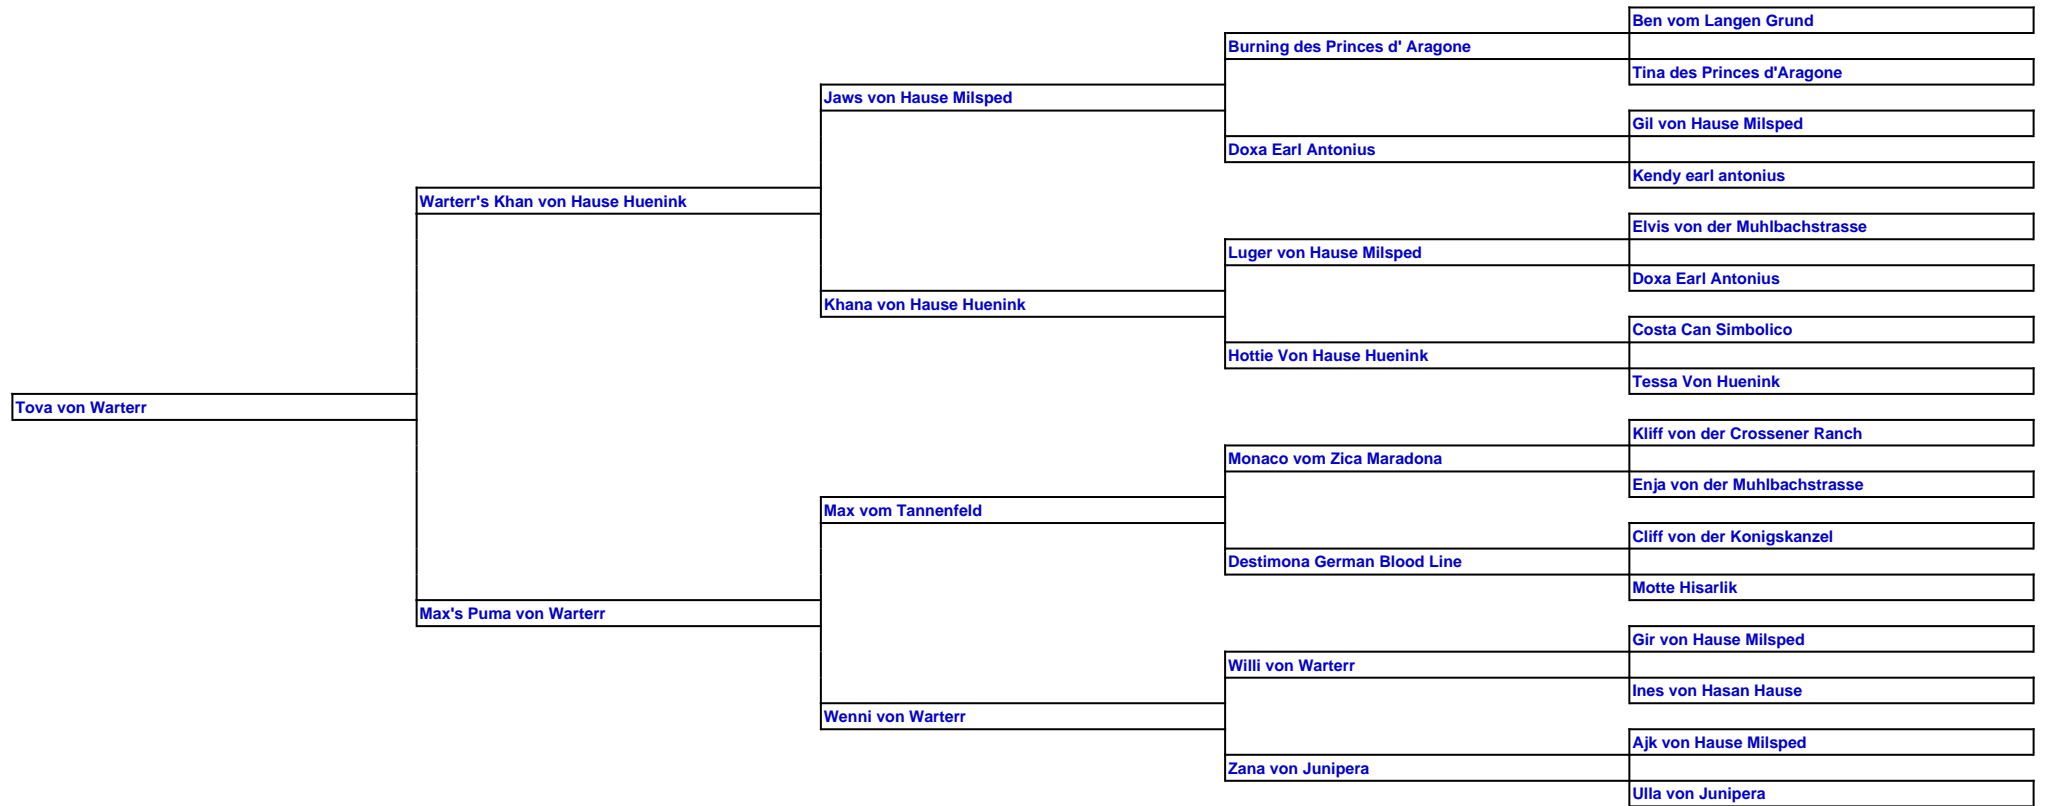 Ben vom Langen Grund
Burning des Princes d' Aragone
Tina des Princes d'Aragone
Jaws von Hause Milsped
Gil von Hause Milsped
Doxa Earl Antonius
Kendy earl antonius
Warterr's Khan von Hause Huenink
Elvis von der Muhlbachstrasse
Luger von Hause Milsped
Doxa Earl Antonius
Khana von Hause Huenink
Costa Can Simbolico
Hottie Von Hause Huenink
Tessa Von Huenink
Tova von Warterr
Kliff von der Crossener Ranch
Monaco vom Zica Maradona
Enja von der Muhlbachstrasse
Max vom Tannenfeld
Cliff von der Konigskanzel
Destimona German Blood Line
Motte Hisarlik
Max's Puma von Warterr
Gir von Hause Milsped
Willi von Warterr
Ines von Hasan Hause
Wenni von Warterr
Ajk von Hause Milsped
Zana von Junipera
Ulla von Junipera